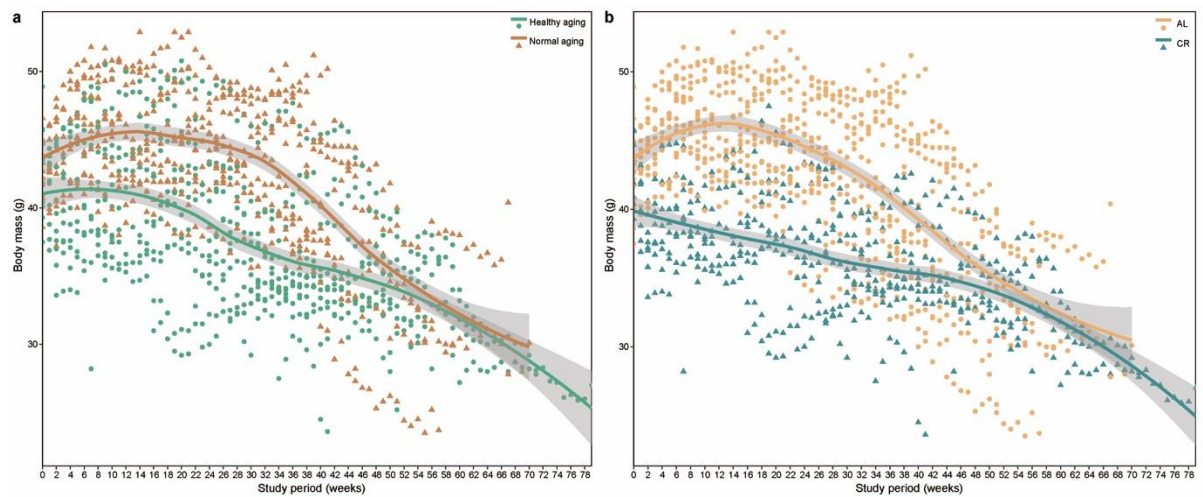 a
Healthy aging
Normal aging
Body mass (g)
50
40
30
0 2 4 6 8 10 12 14 16 18 20 22 24 26 28 30 32 34 36 38 40 42 44 46 48 50 52 54 56 58 60 62 64 66 68 70 72 74 76 78
Study period (weeks)
b
AL
CR
Body mass (g)
50
40
30
0 2 4 6 8 10 12 14 16 18 20 22 24 26 28 30 32 34 36 38 40 42 44 46 48 50 52 54 56 58 60 62 64 66 68 70 72 74 76 78
Study period (weeks)